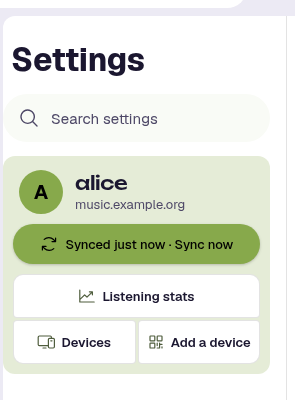 Settings
Search settings
A
alice
music.example.org
Synced just now · Sync now
Listening stats
Devices
Add a device